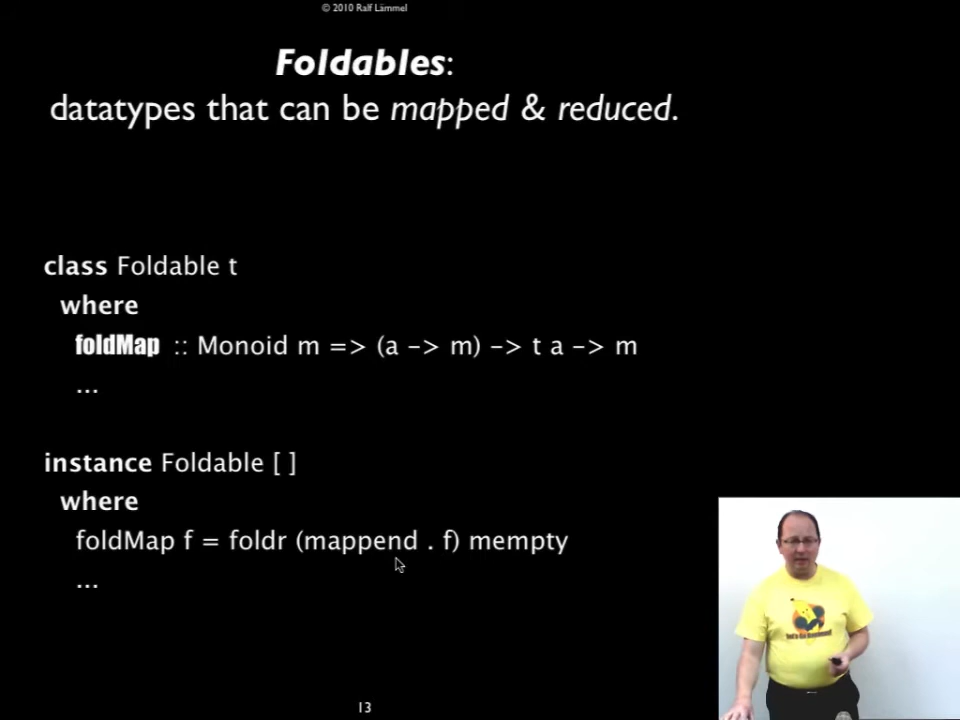 © 2010 Ralf Lämmel
Foldables:
datatypes that can be mapped & reduced.
class Foldable t
where
foldMap :: Monoid m => (a -> m) -> t a -> m
...
instance Foldable [ ]
where
foldMap f = foldr (mappend . f) mempty
...
13